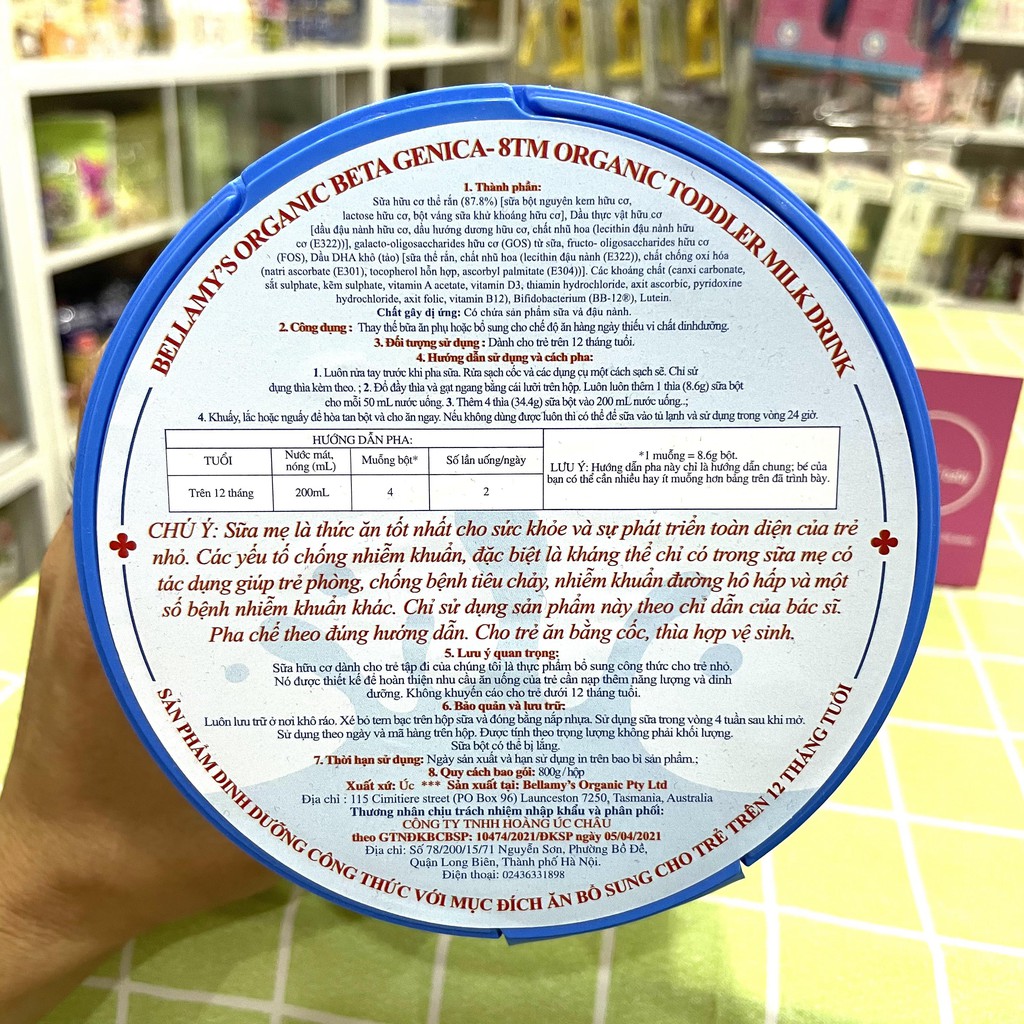 BELLAMY'S ORGANIC BETA GENICA- 8TM ORGANIC TODDLER MILK DRINK
1. Thành phần:
Sữa hữu cơ thể rắn (87.8%) [sữa bột nguyên kem hữu cơ,
lactose hữu cơ, bột váng sữa khử khoáng hữu cơ], Dầu thực vật hữu cơ
[dầu đậu nành hữu cơ, dầu hướng dương hữu cơ, chất nhũ hoa (lecithin đậu nành hữu
cơ (E322))], galacto-oligosaccharides hữu cơ (GOS) từ sữa, fructo- oligosaccharides hữu cơ
(FOS), Dầu DHA khô (tảo) [sữa thể rắn, chất nhũ hoa (lecithin đậu nành (E322)), chất chống oxi hóa
(natri ascorbate (E301), tocopherol hỗn hợp, ascorbyl palmitate (E304)]. Các khoáng chất (canxi carbonate,
sắt sulphate, kẽm sulphate, vitamin A acetate, vitamin D3, thiamin hydrochloride, axit ascorbic, pyridoxine
hydrochloride, axit folic, vitamin B12), Bifidobacterium (BB-12®), Lutein.
Chất gây dị ứng: Có chứa sản phẩm sữa và đậu nành.
2. Công dụng : Thay thế bữa ăn phụ hoặc bổ sung cho chế độ ăn hàng ngày thiếu vi chất dinhdưỡng.
3. Đối tượng sử dụng : Dành cho trẻ trên 12 tháng tuổi.
4. Hướng dẫn sử dụng và cách pha:
1. Luôn rửa tay trước khi pha sữa. Rửa sạch cốc và các dụng cụ một cách sạch sẽ. Chỉ sử
dụng thìa kèm theo. ; 2. Đổ đầy thìa và gạt ngang bằng cái lưỡi trên hộp. Luôn luôn thêm 1 thìa (8.6g) sữa bột
cho mỗi 50 mL nước uống. 3. Thêm 4 thìa (34.4g) sữa bột vào 200 mL nước uống..;
4. Khuấy, lắc hoặc nguấy để hòa tan bột và cho ăn ngay. Nếu không dùng được luôn thì có thể để sữa vào tủ lạnh và sử dụng trong vòng 24 giờ.
HƯỚNG DẪN PHA:
TUỔI
Nước mát,
nóng (mL)
Muỗng bột*
Số lần uống/ngày
Trên 12 tháng
200mL
4
2
*1 muỗng = 8.6g bột.
LƯU Ý: Hướng dẫn pha này chỉ là hướng dẫn chung; bé của
bạn có thể cần nhiều hay ít muỗng hơn bảng trên đã trình bày.
CHÚ Ý: Sữa mẹ là thức ăn tốt nhất cho sức khỏe và sự phát triển toàn diện của trẻ
nhỏ. Các yếu tố chống nhiễm khuẩn, đặc biệt là kháng thể chỉ có trong sữa mẹ có
tác dụng giúp trẻ phòng, chống bệnh tiêu chảy, nhiễm khuẩn đường hô hấp và một
số bệnh nhiễm khuẩn khác. Chỉ sử dụng sản phẩm này theo chỉ dẫn của bác sĩ.
Pha chế theo đúng hướng dẫn. Cho trẻ ăn bằng cốc, thìa hợp vệ sinh.
5. Lưu ý quan trọng:
Sữa hữu cơ dành cho trẻ tập đi của chúng tôi là thực phẩm bổ sung công thức cho trẻ nhỏ.
Nó được thiết kế để hoàn thiện nhu cầu ăn uống của trẻ cần nạp thêm năng lượng và dinh
dưỡng. Không khuyến cáo cho trẻ dưới 12 tháng tuổi.
6. Bảo quản và lưu trữ:
Luôn lưu trữ ở nơi khô ráo. Xé bỏ tem bạc trên hộp sữa và đóng bằng nắp nhựa. Sử dụng sữa trong vòng 4 tuần sau khi mở.
Sử dụng theo ngày và mã hàng trên hộp. Được tính theo trọng lượng không phải khối lượng.
Sữa bột có thể bị lắng.
7. Thời hạn sử dụng: Ngày sản xuất và hạn sử dụng in trên bao bì sản phẩm.;
8. Quy cách bao gói: 800g/hộp
Xuất xứ: Úc *** Sản xuất tại: Bellamy's Organic Pty Ltd
Địa chỉ : 115 Cimitiere street (PO Box 96) Launceston 7250, Tasmania, Australia
Thương nhân chịu trách nhiệm nhập khẩu và phân phối:
CÔNG TY TNHH HOÀNG ÚC CHÂU
theo GTNĐKBCBSP: 10474/2021/ĐKSP ngày 05/04/2021
Địa chỉ: Số 78/200/15/71 Nguyễn Sơn, Phường Bồ Đề,
Quận Long Biên, Thành phố Hà Nội.
Điện thoại: 02436331898
SẢN PHẨM DINH DƯỠNG CÔNG THỨC VỚI MỤC ĐÍCH ĂN BỔ SUNG CHO TRẺ TRÊN 12 THÁNG TUỔI